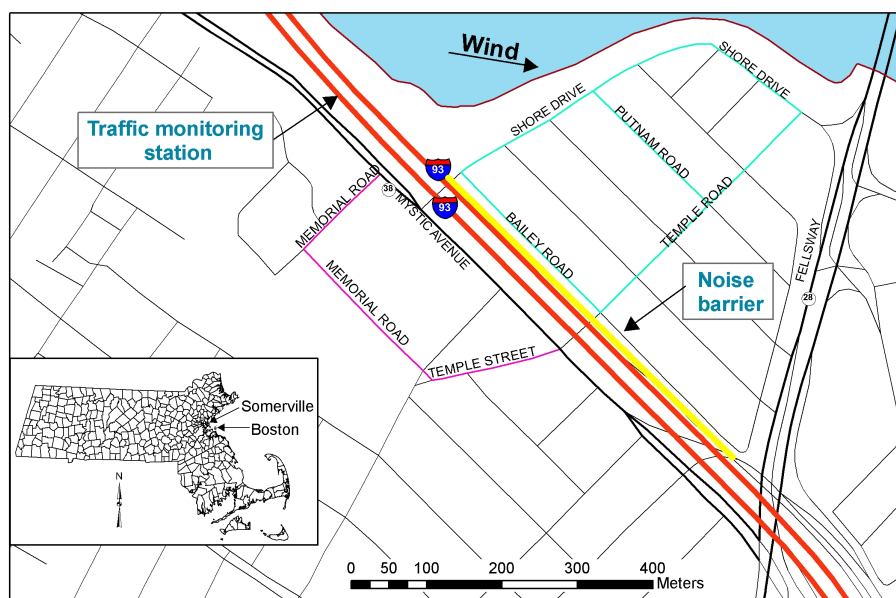 Wind
SHORE DRIVE
SHORE DRIVE
Traffic monitoring
station
PUTNAM ROAD
93
38
MEMORIAL ROAD
MYSTIC AVENUE
93
BAILEY ROAD
TEMPLE ROAD
FELLSWAY
MEMORIAL ROAD
Noise
barrier
28
TEMPLE STREET
Somerville
Boston
N
0 50 100 200 300 400
Meters